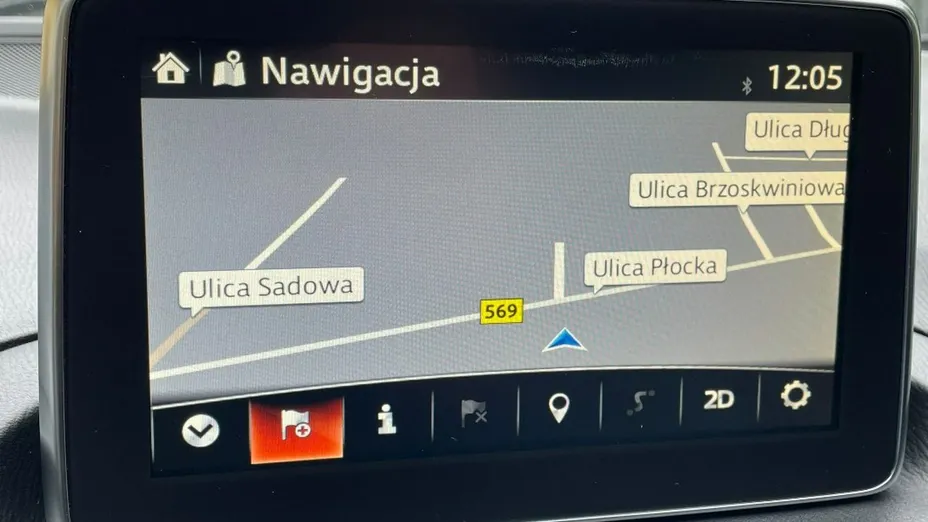 Nawigacja
12:05
Ulica Dług
Ulica Brzoskwiniowa
Ulica Płocka
Ulica Sadowa
569
2D